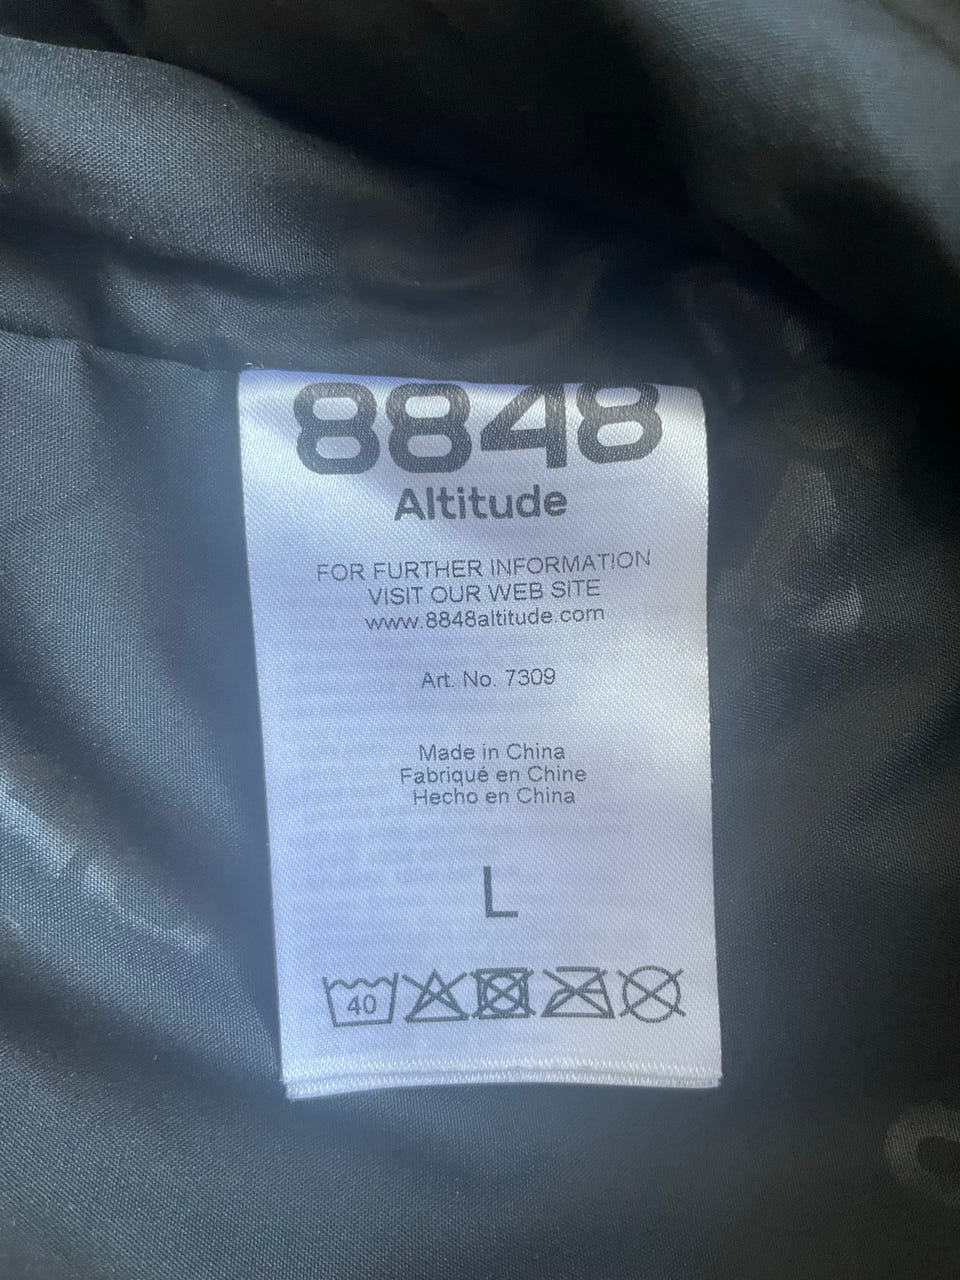 8848
Altitude
FOR FURTHER INFORMATION
VISIT OUR WEB SITE
www.8848altitude.com
Art. No. 7309
Made in China
Fabriqué en Chine
Hecho en China
L
40